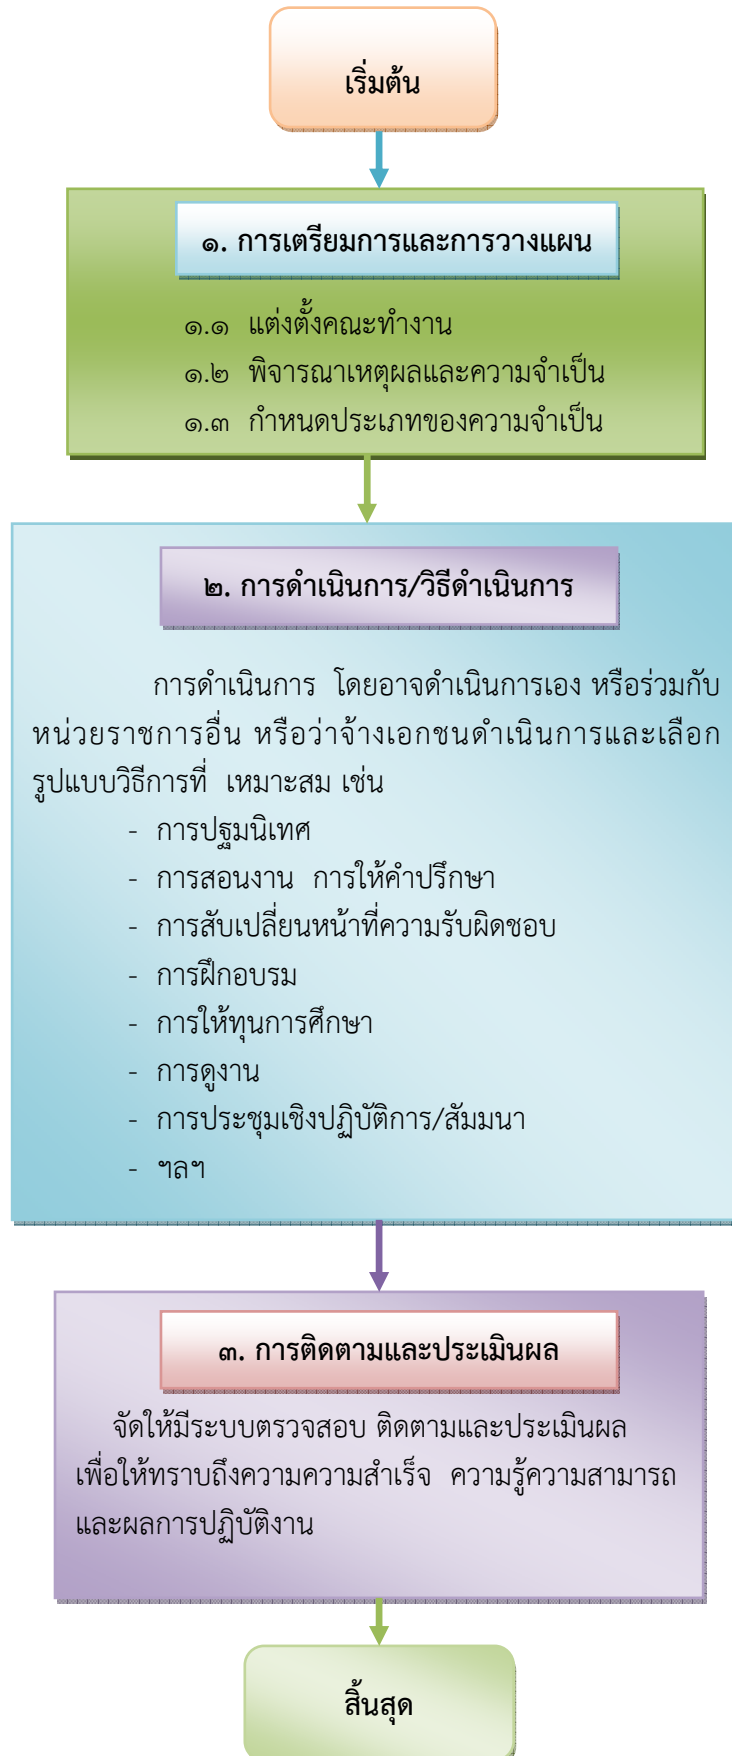 เริ่มต้น
๑. การเตรียมการและการวางแผน
๑.๑ แต่งตั้งคณะทำงาน
๑.๒ พิจารณาเหตุผลและความจำเป็น
๑.๓ กำหนดประเภทของความจำเป็น
๒. การดำเนินการ/วิธีดำเนินการ
การดำเนินการ โดยอาจดำเนินการเอง หรือร่วมกับ
หน่วยราชการอื่น หรือว่าจ้างเอกชนดำเนินการและเลือก
รูปแบบวิธีการที่ เหมาะสม เช่น
- การปฐมนิเทศ
- การสอนงาน การให้คำปรึกษา
- การสับเปลี่ยนหน้าที่ความรับผิดชอบ
- การฝึกอบรม
- การให้ทุนการศึกษา
- การดูงาน
- การประชุมเชิงปฏิบัติการ/สัมมนา
- ฯลฯ
๓. การติดตามและประเมินผล
จัดให้มีระบบตรวจสอบ ติดตามและประเมินผล
เพื่อให้ทราบถึงความความสำเร็จ ความรู้ความสามารถ
และผลการปฏิบัติงาน
สิ้นสุด